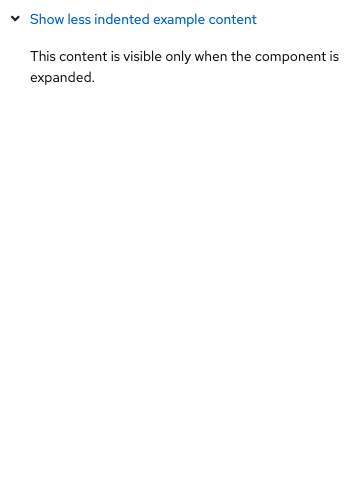 Show less indented example content
This content is visible only when the component is
expanded.